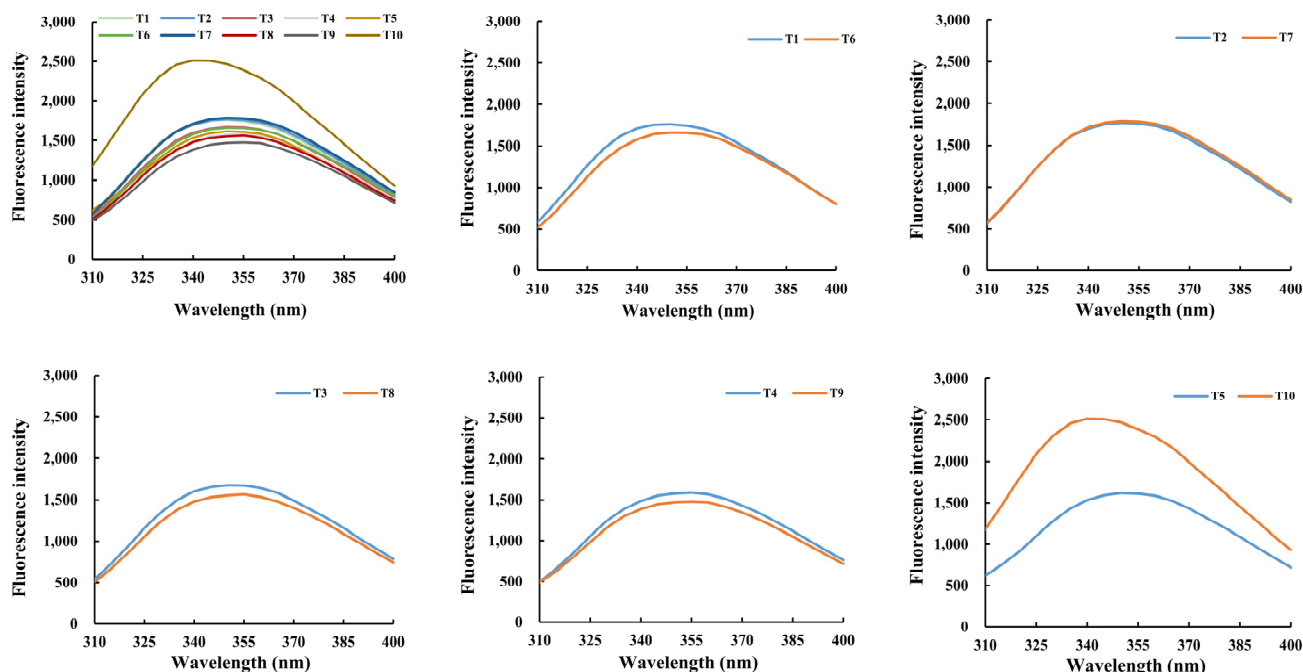 T1 T2 T3 T4 T5
T6 T7 T8 T9 T10
Fluorescence intensity
3,000
2,500
2,000
1,500
1,000
500
0
310 325 340 355 370 385 400
Wavelength (nm)
T1 T6
Fluorescence intensity
3,000
2,500
2,000
1,500
1,000
500
0
310 325 340 355 370 385 400
Wavelength (nm)
T2 T7
Fluorescence intensity
3,000
2,500
2,000
1,500
1,000
500
0
310 325 340 355 370 385 400
Wavelength (nm)
T3 T8
Fluorescence intensity
3,000
2,500
2,000
1,500
1,000
500
0
310 325 340 355 370 385 400
Wavelength (nm)
T4 T9
Fluorescence intensity
3,000
2,500
2,000
1,500
1,000
500
0
310 325 340 355 370 385 400
Wavelength (nm)
T5 T10
Fluorescence intensity
3,000
2,500
2,000
1,500
1,000
500
0
310 325 340 355 370 385 400
Wavelength (nm)